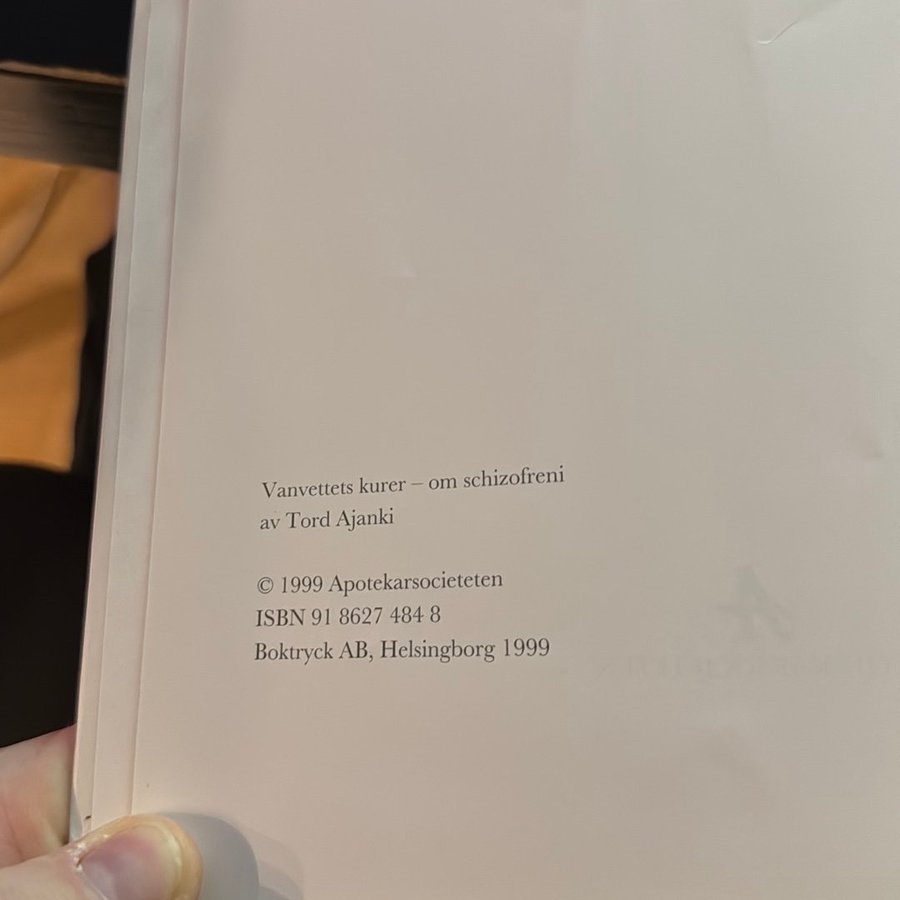 Vanvettets kurer – om schizofreni
av Tord Ajanki
© 1999 Apotekarsocieteten
ISBN 91 8627 484 8
Boktryck AB, Helsingborg 1999